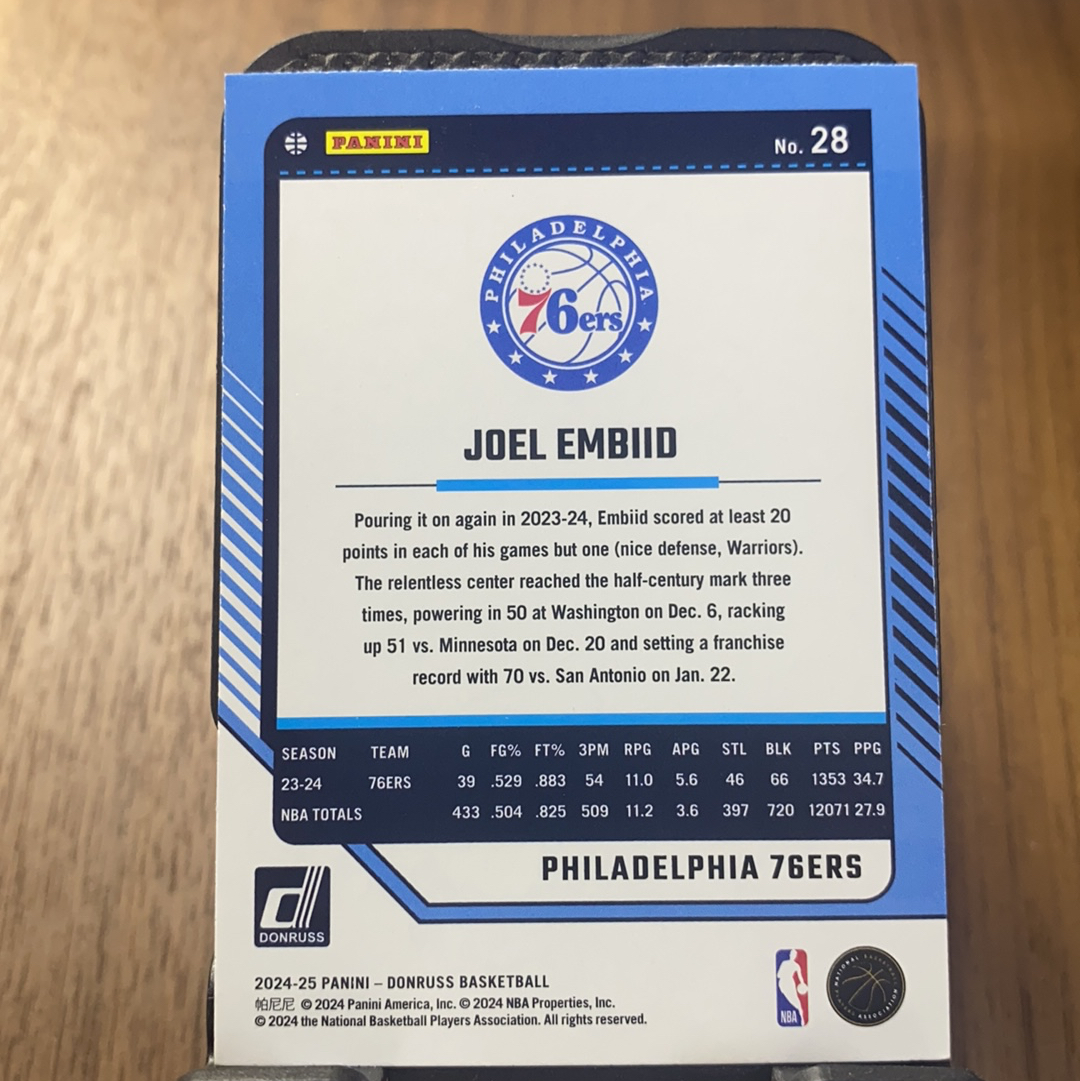 PANINI
No. 28
PHILADELPHIA
76ers
JOEL EMBIID
Pouring it on again in 2023-24, Embiid scored at least 20
points in each of his games but one (nice defense, Warriors).
The relentless center reached the half-century mark three
times, powering in 50 at Washington on Dec. 6, racking
up 51 vs. Minnesota on Dec. 20 and setting a franchise
record with 70 vs. San Antonio on Jan. 22.
SEASON TEAM G FG% FT% 3PM RPG APG STL BLK PTS PPG
23-24 76ERS 39 .529 .883 54 11.0 5.6 46 66 1353 34.7
NBA TOTALS 433 .504 .825 509 11.2 3.6 397 720 12071 27.9
PHILADELPHIA 76ERS
DONRUSS
2024-25 PANINI – DONRUSS BASKETBALL
帕尼尼 © 2024 Panini America, Inc. © 2024 NBA Properties, Inc.
© 2024 the National Basketball Players Association. All rights reserved.
NBA
NATIONAL BASKETBALL
PLAYERS ASSOCIATION